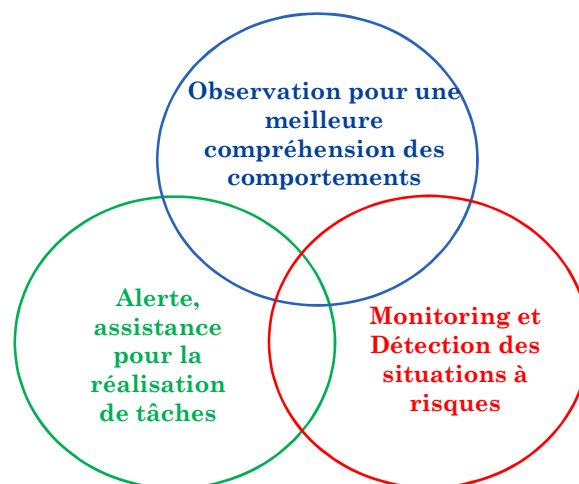 Observation pour une
meilleure
compréhension des
comportements
Alerte,
assistance
pour la
réalisation
de tâches
Monitoring et
Détection des
situations à
risques